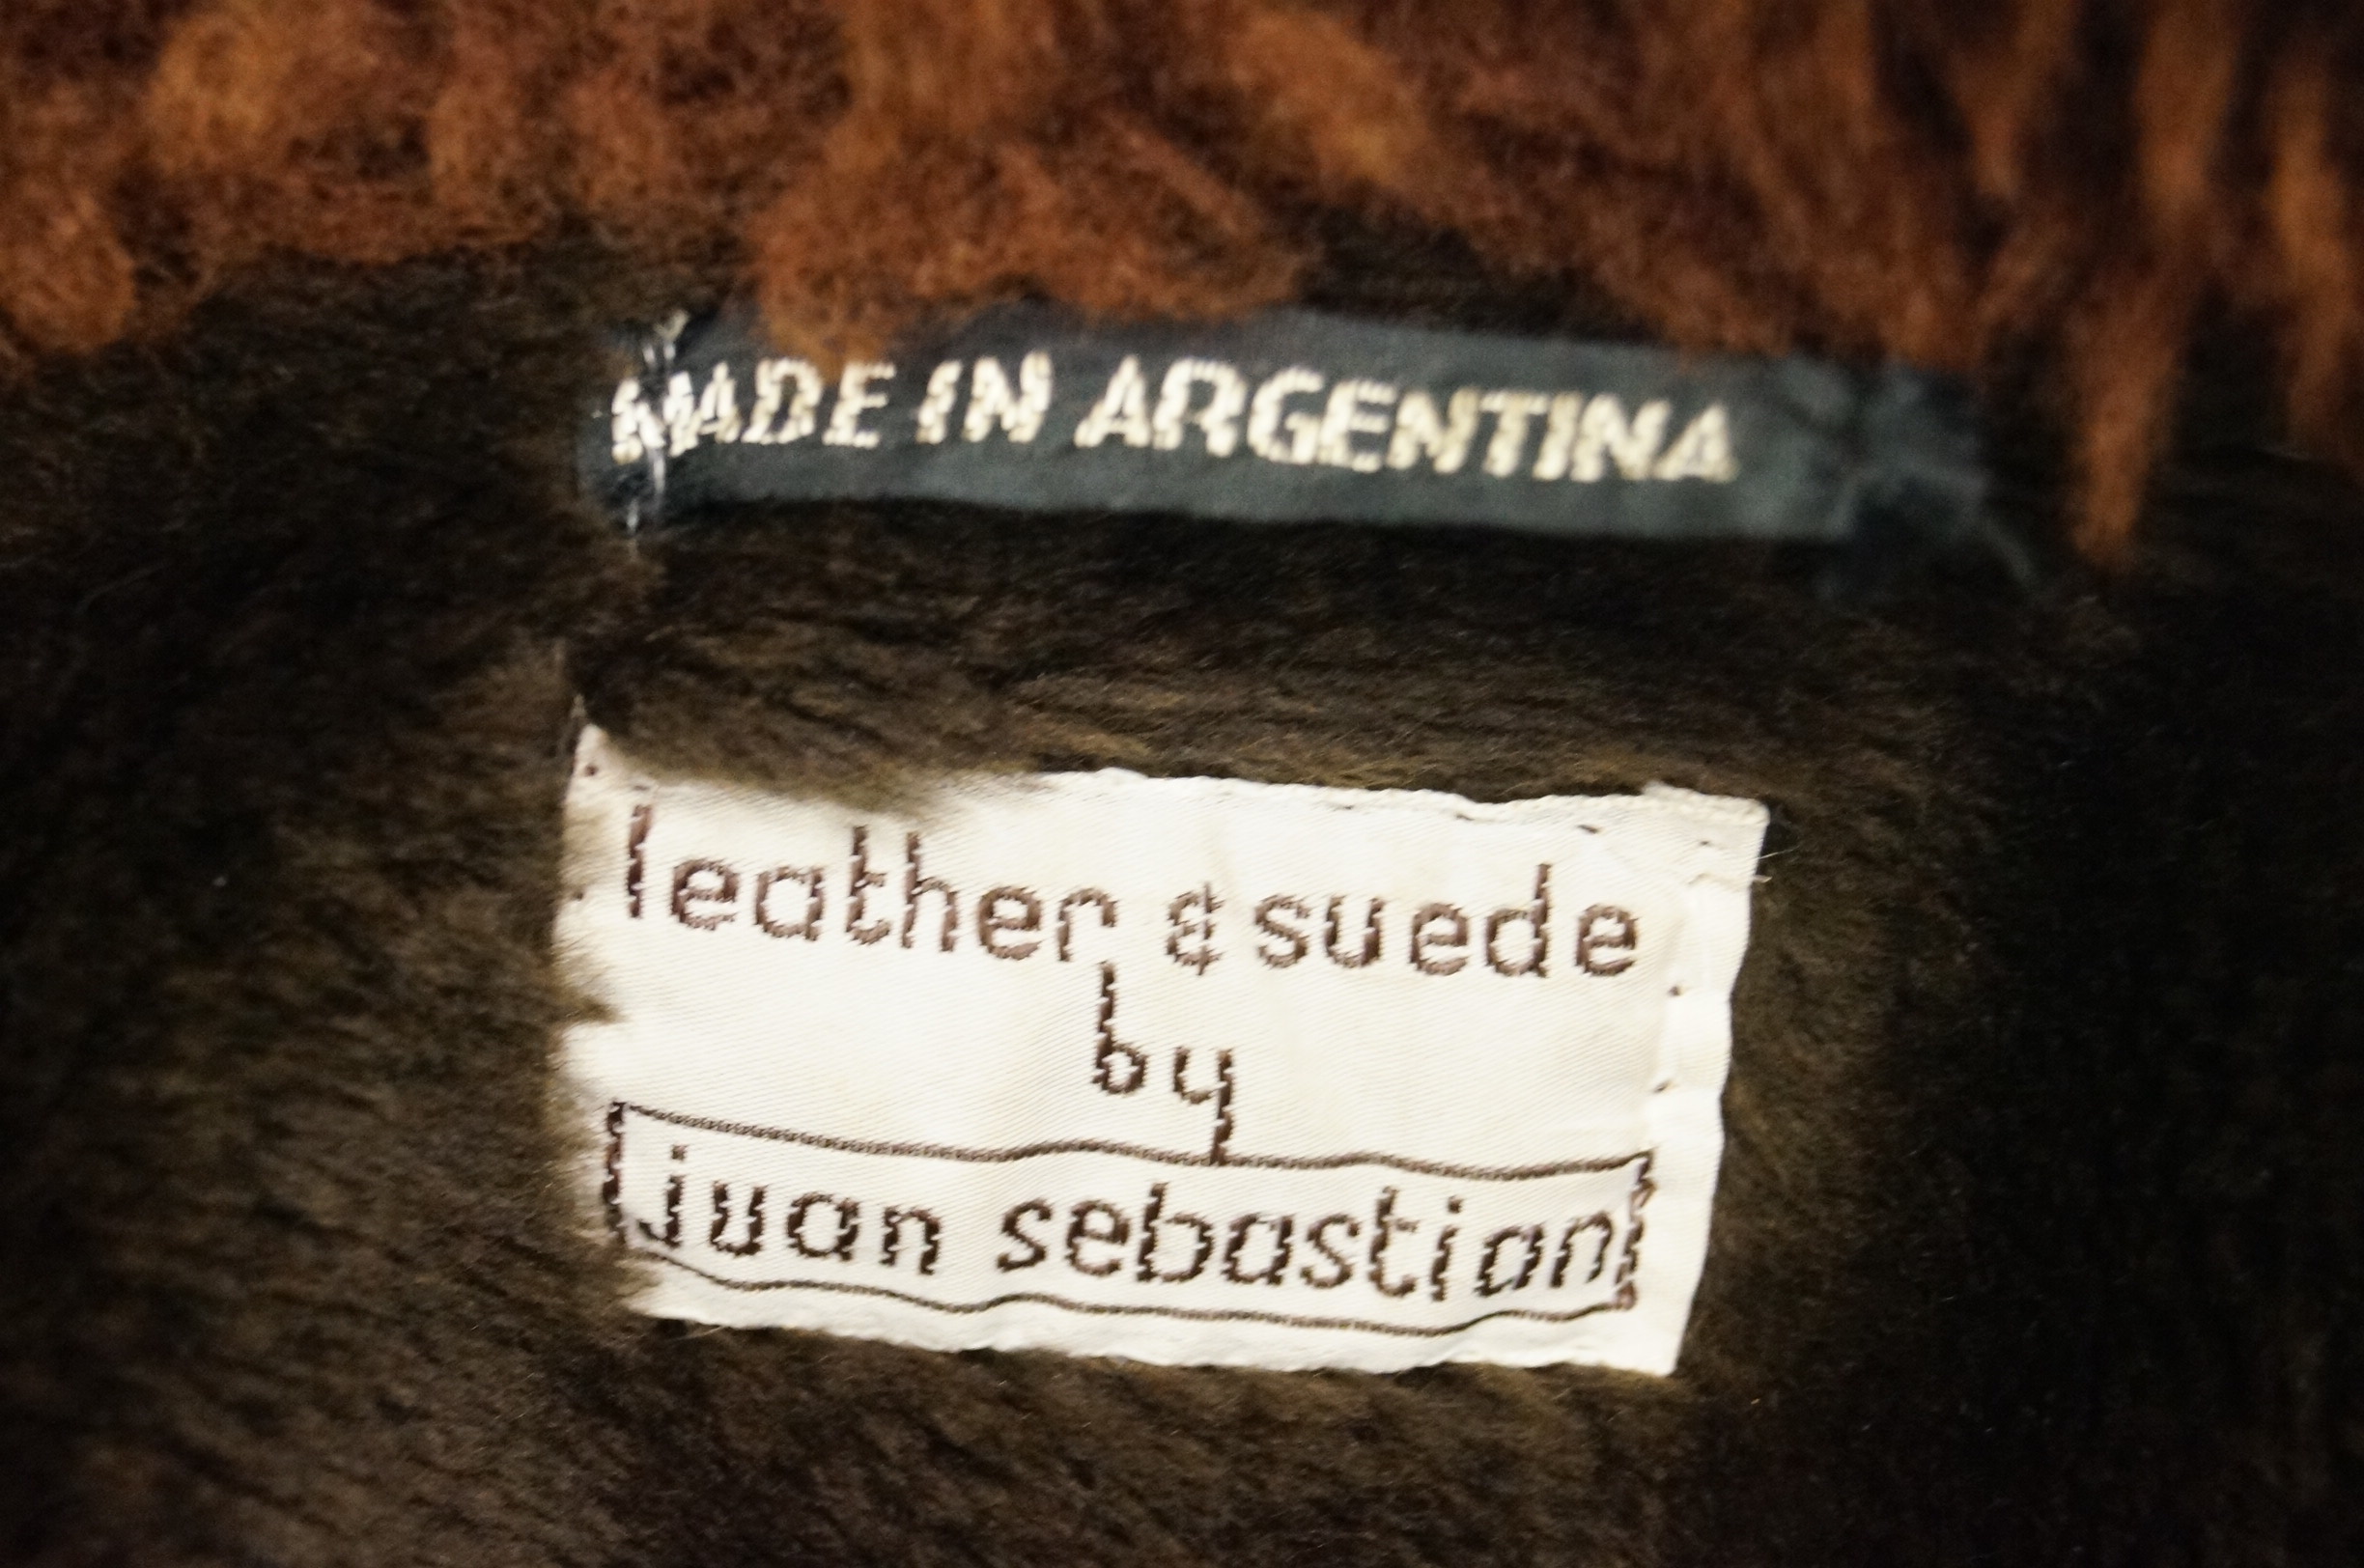 MADE IN ARGENTINA
leather & suede
by
juan sebastian